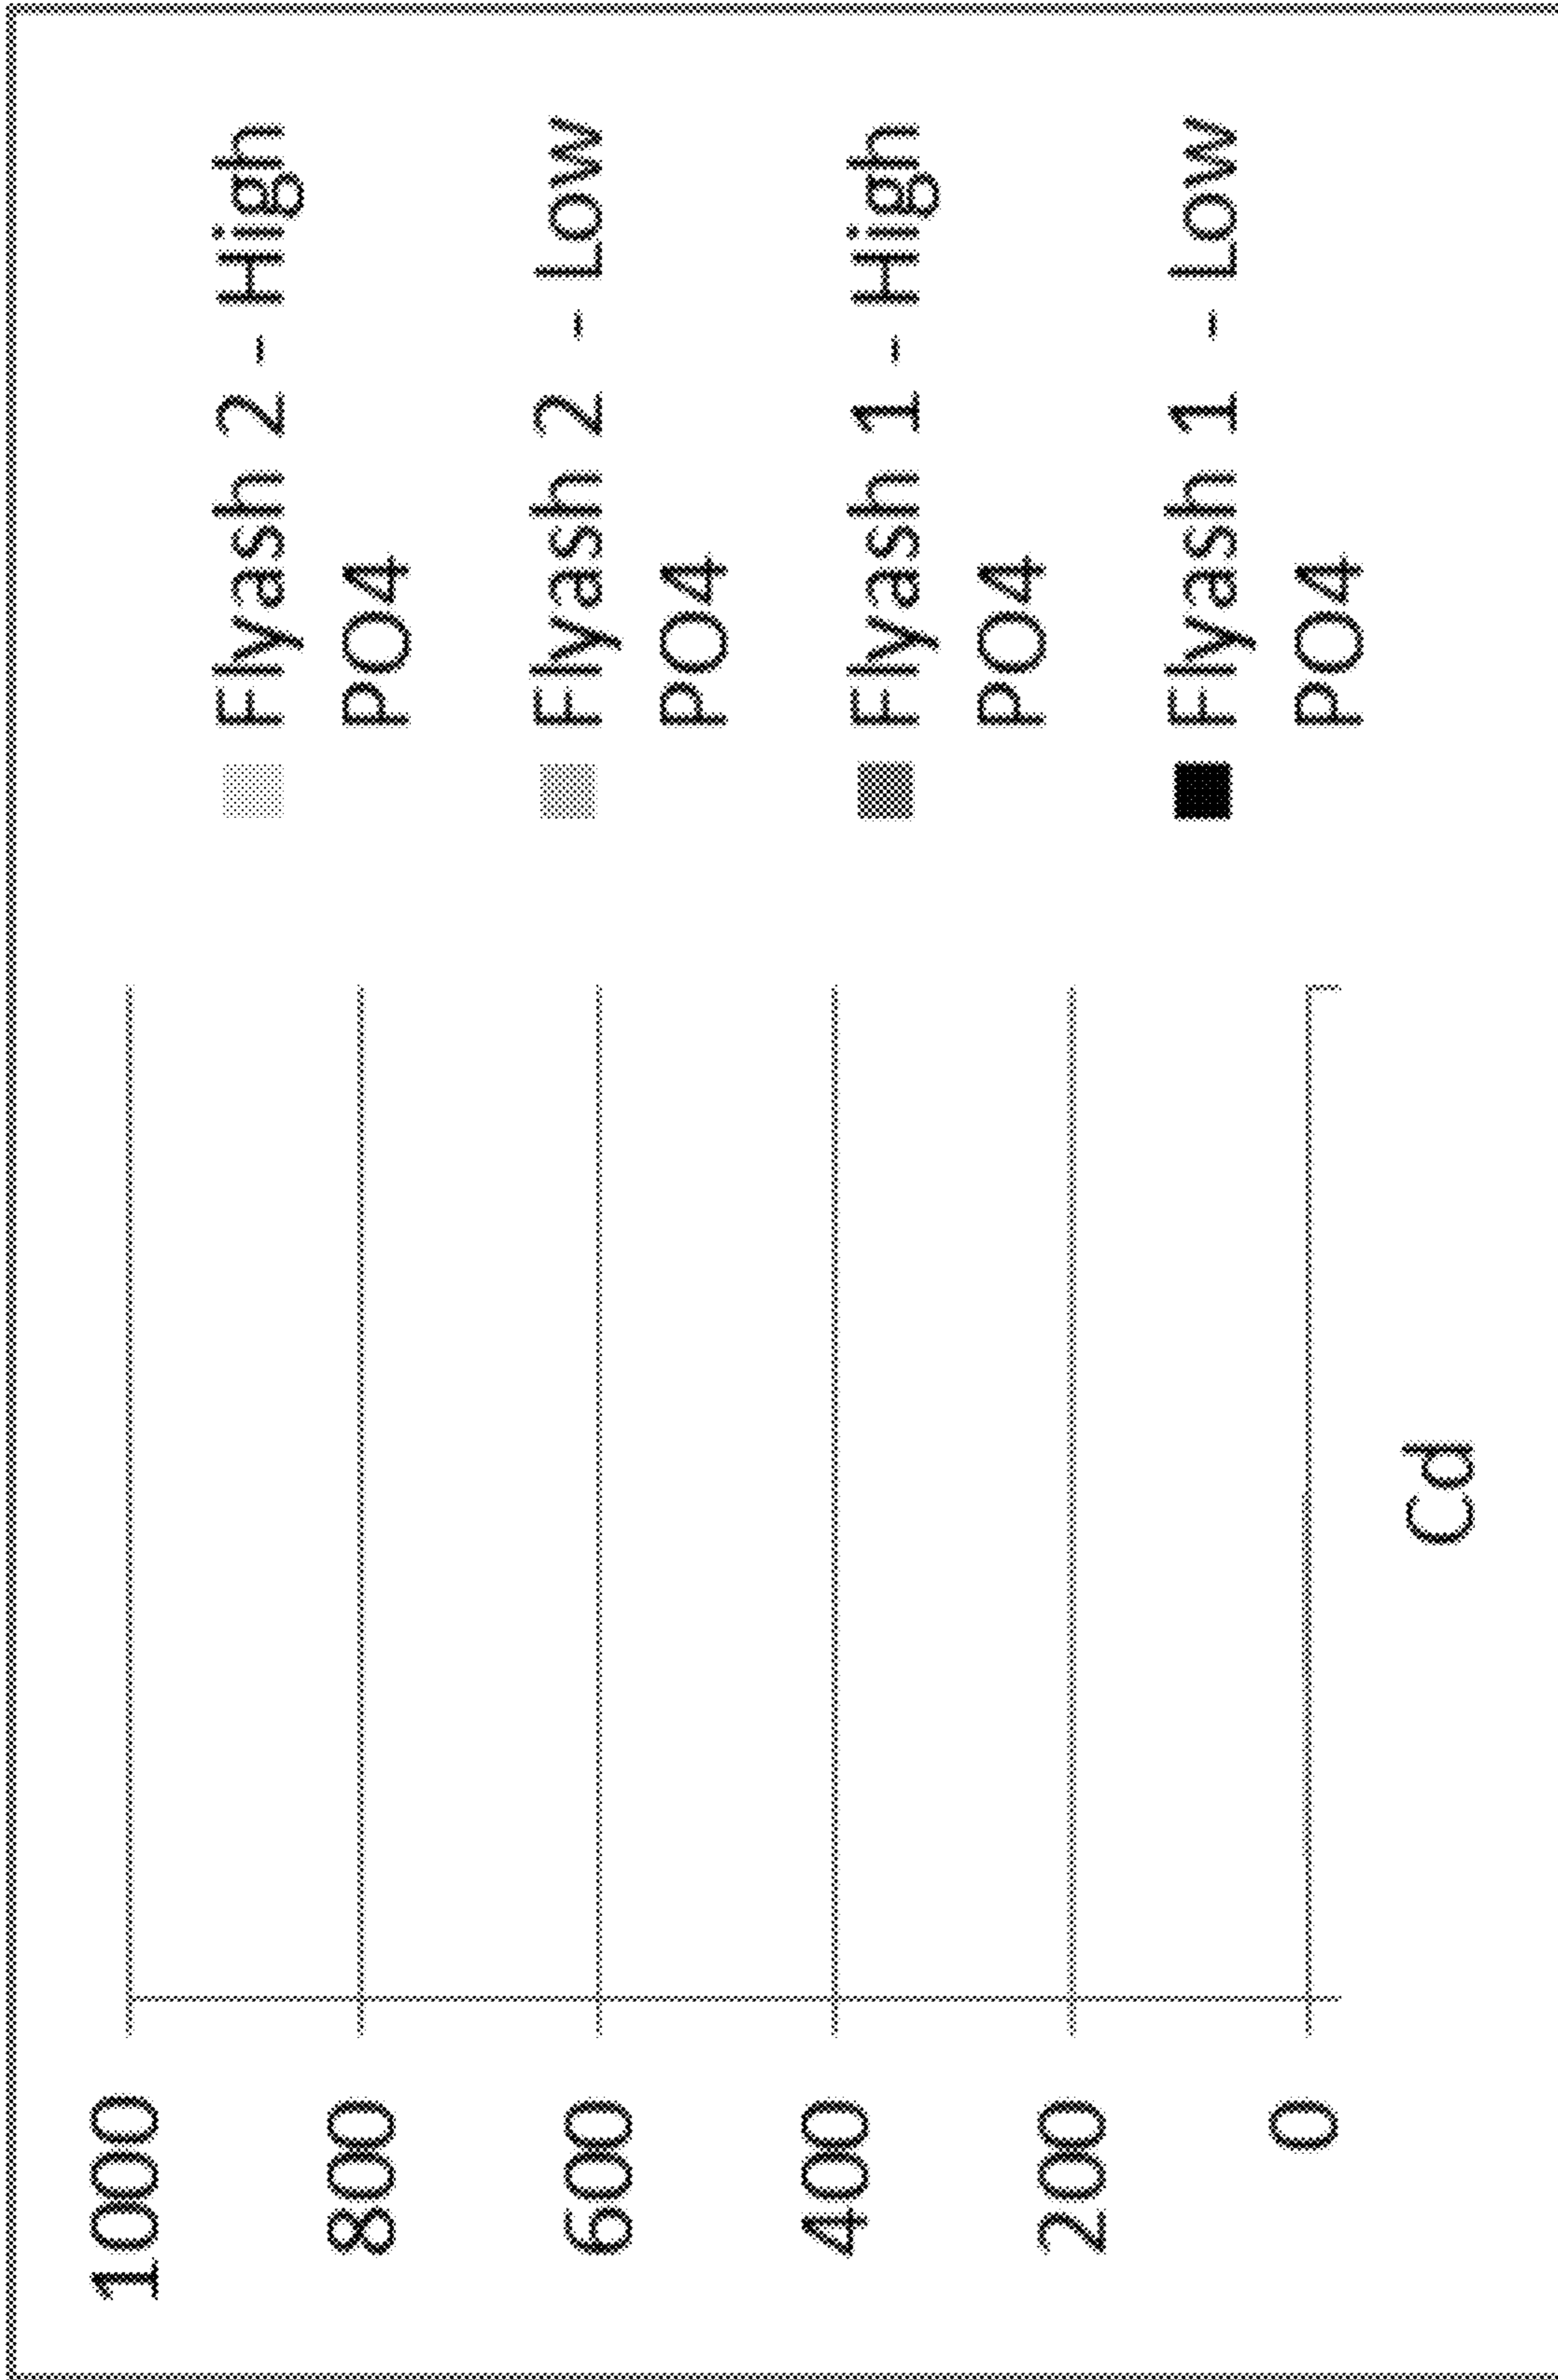 1000
800
600
400
200
0
Cd
Flyash 2 - High
PO4
Flyash 2 - Low
PO4
Flyash 1 - High
PO4
Flyash 1 - Low
PO4